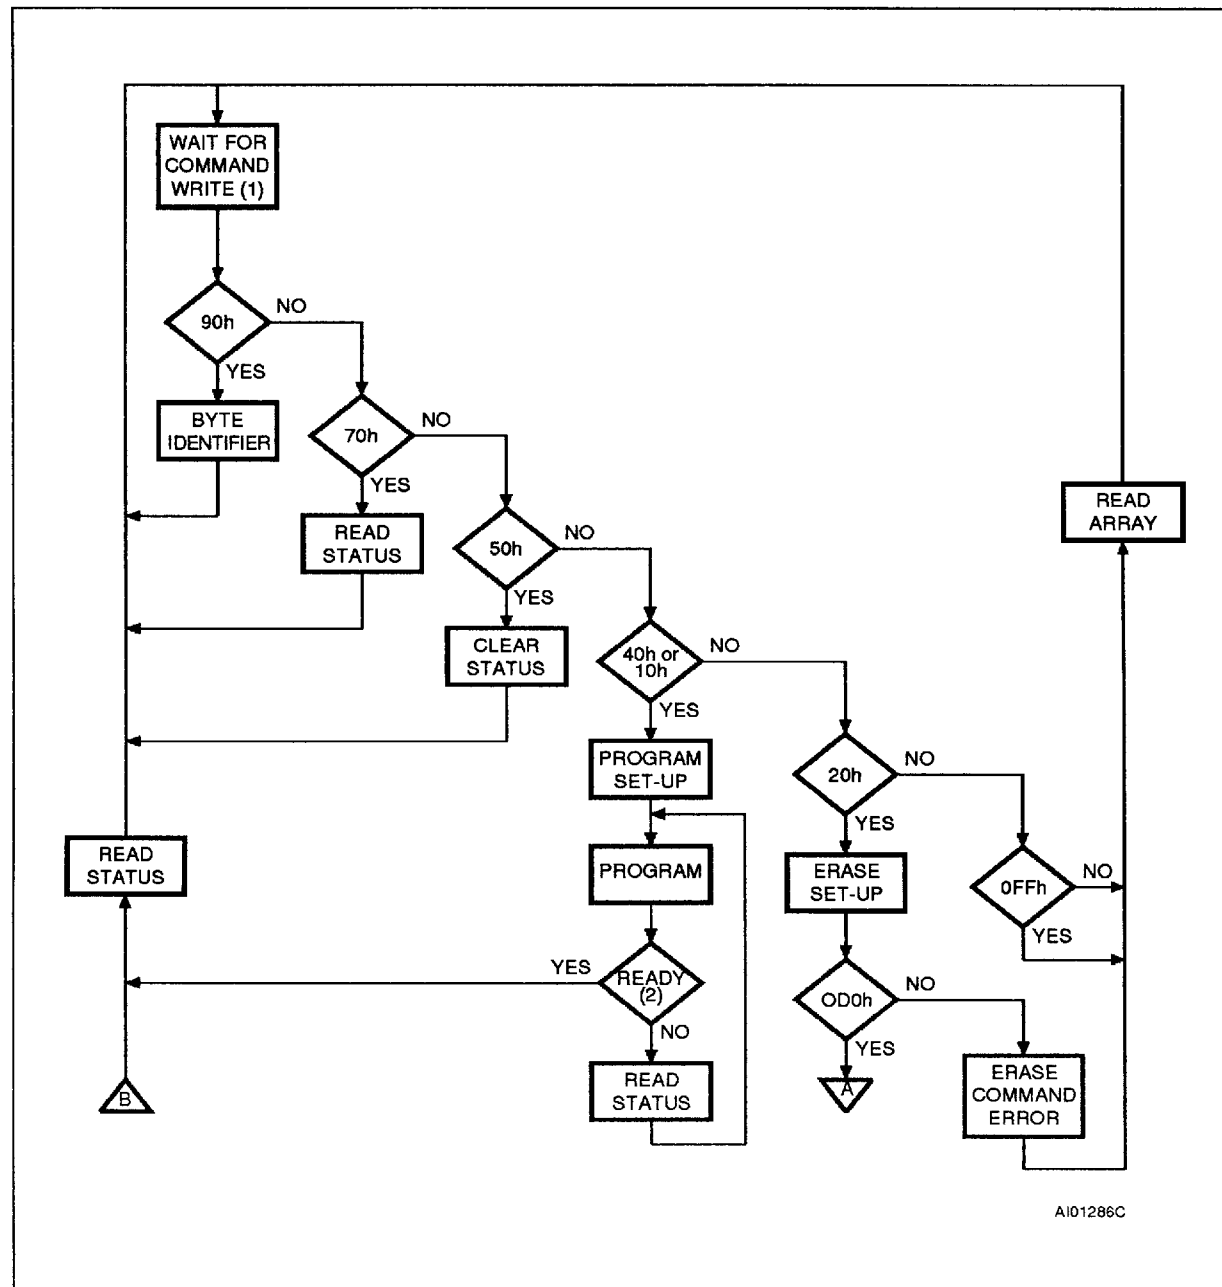 WAIT FOR
COMMAND
WRITE (1)
90h
NO
YES
BYTE
IDENTIFIER
70h
NO
YES
READ
STATUS
50h
NO
YES
CLEAR
STATUS
READ
ARRAY
40h or
10h
NO
YES
PROGRAM
SET-UP
20h
NO
YES
READ
STATUS
PROGRAM
ERASE
SET-UP
0FFh
NO
YES
YES
READY
(2)
NO
OD0h
NO
YES
B
READ
STATUS
A
ERASE
COMMAND
ERROR
AI01286C